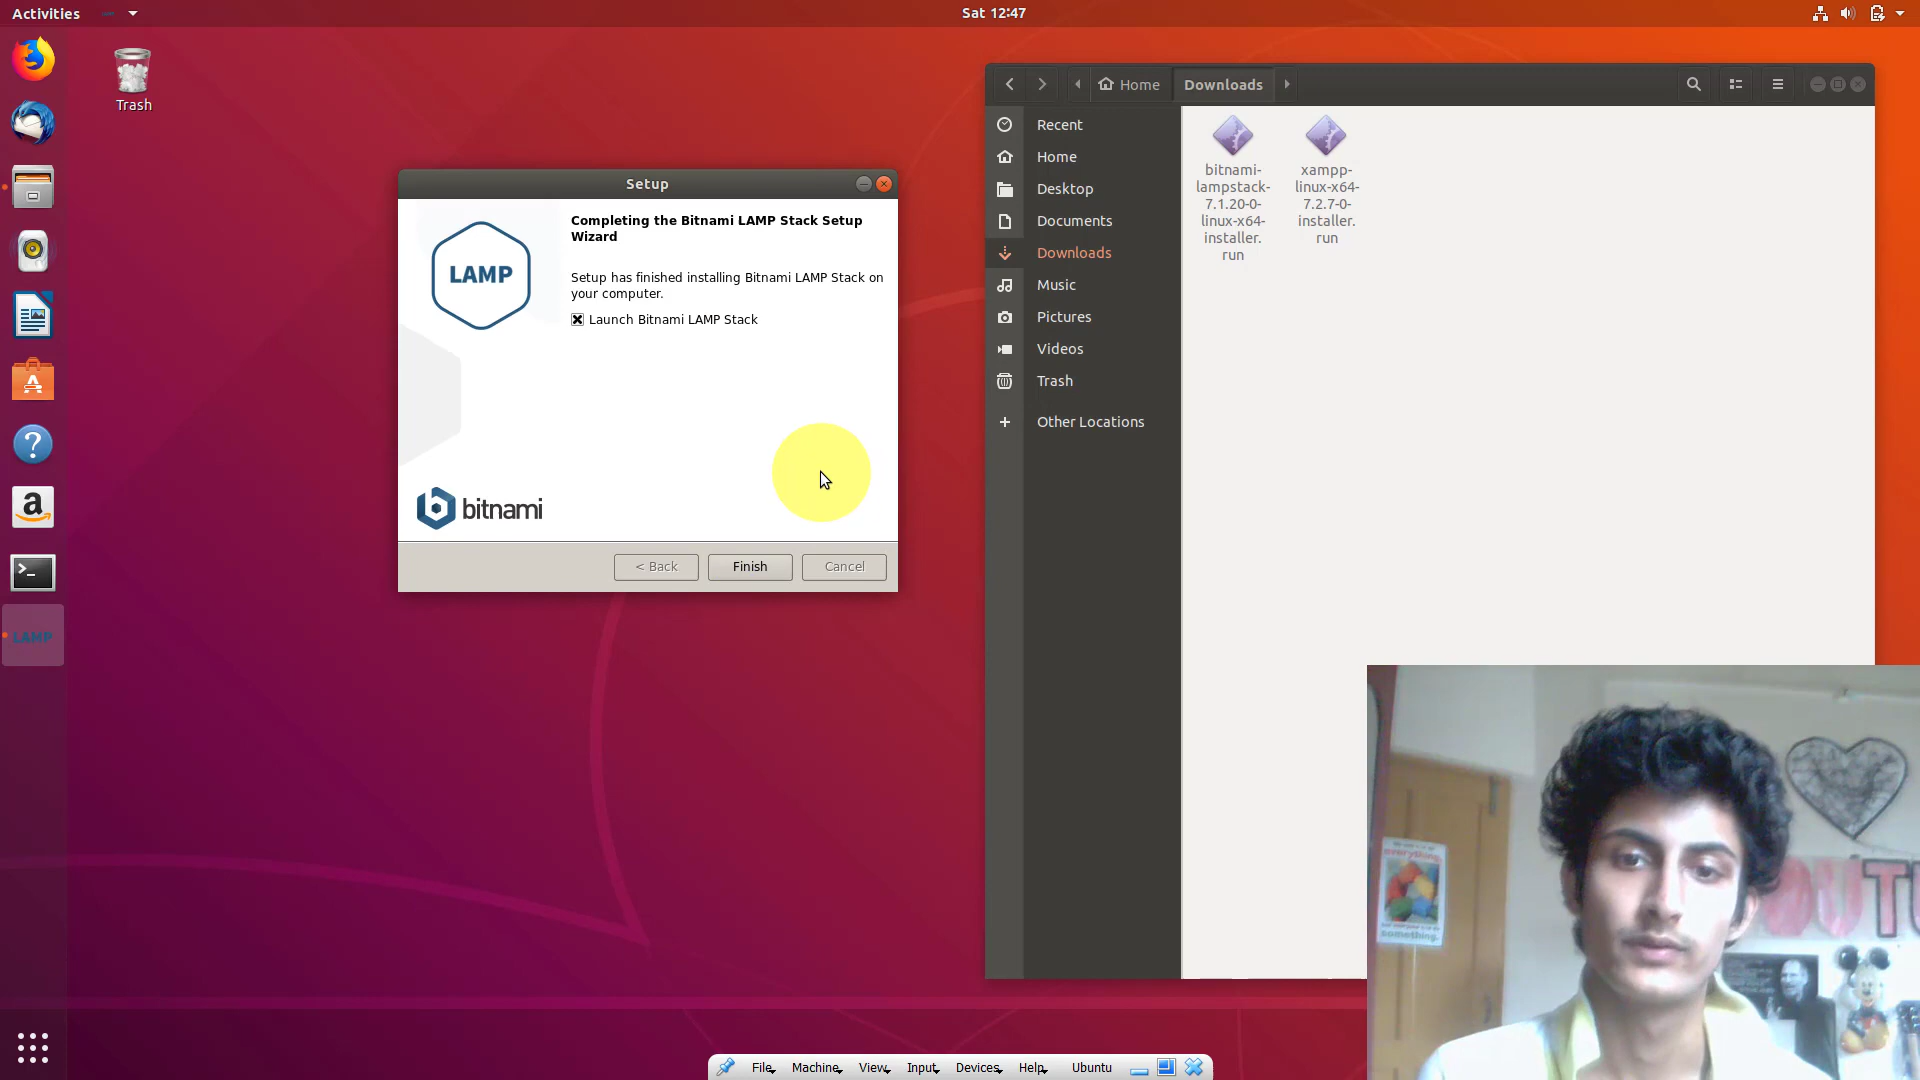 Activities
Sat 12:47
Trash
Setup
LAMP
Completing the Bitnami LAMP Stack Setup
Wizard
Setup has finished installing Bitnami LAMP Stack on
your computer.
Launch Bitnami LAMP Stack
bitnami
< Back
Finish
Cancel
LAMP
Home
Downloads
Recent
Home
Desktop
Documents
Downloads
Music
Pictures
Videos
Trash
Other Locations
bitnami-
lampstack-
7.1.20-0-
linux-x64-
installer.
run
xampp-
linux-x64-
7.2.7-0-
installer.
run
everything
something.
File
Machine
View
Input
Devices
Help
Ubuntu